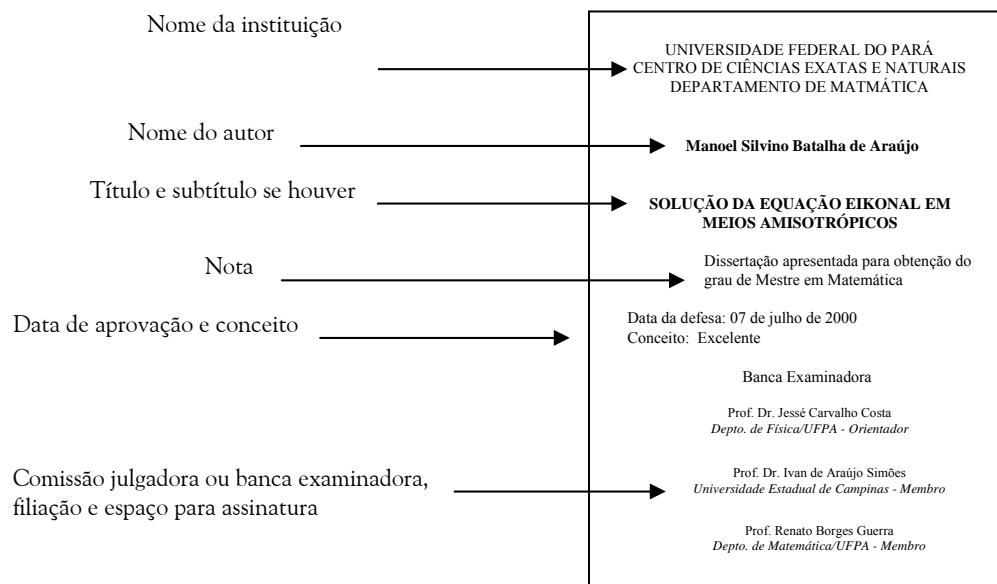 Nome da instituição
UNIVERSIDADE FEDERAL DO PARÁ
CENTRO DE CIÊNCIAS EXATAS E NATURAIS
DEPARTAMENTO DE MATMÁTICA
Nome do autor
Manoel Silvino Batalha de Araújo
Título e subtítulo se houver
SOLUÇÃO DA EQUAÇÃO EIKONAL EM
MEIOS AMISOTRÓPICOS
Nota
Dissertação apresentada para obtenção do
grau de Mestre em Matemática
Data de aprovação e conceito
Data da defesa: 07 de julho de 2000
Conceito: Excelente
Banca Examinadora
Prof. Dr. Jessé Carvalho Costa
Depto. de Física/UFPA - Orientador
Comissão julgadora ou banca examinadora,
filiação e espaço para assinatura
Prof. Dr. Ivan de Araújo Simões
Universidade Estadual de Campinas - Membro
Prof. Renato Borges Guerra
Depto. de Matemática/UFPA - Membro